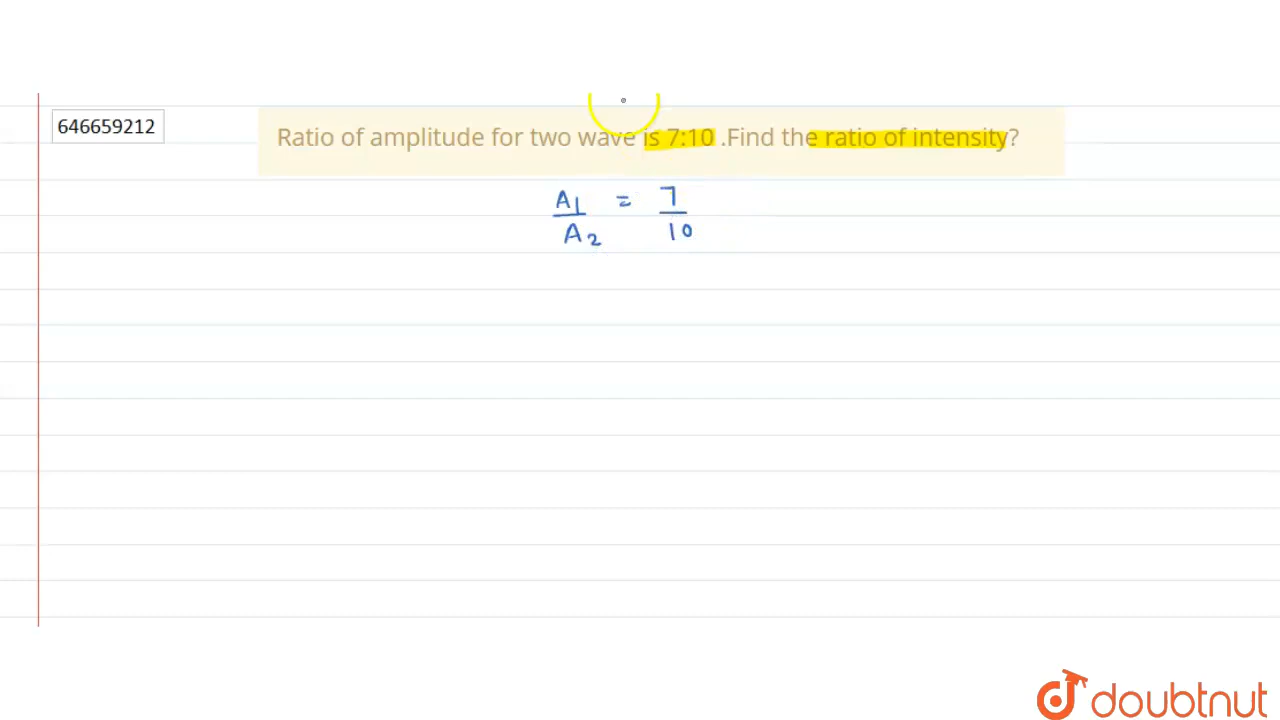 646659212
Ratio of amplitude for two wave is 7:10 .Find the ratio of intensity?
A1 = 7
A2 10
doubtnut